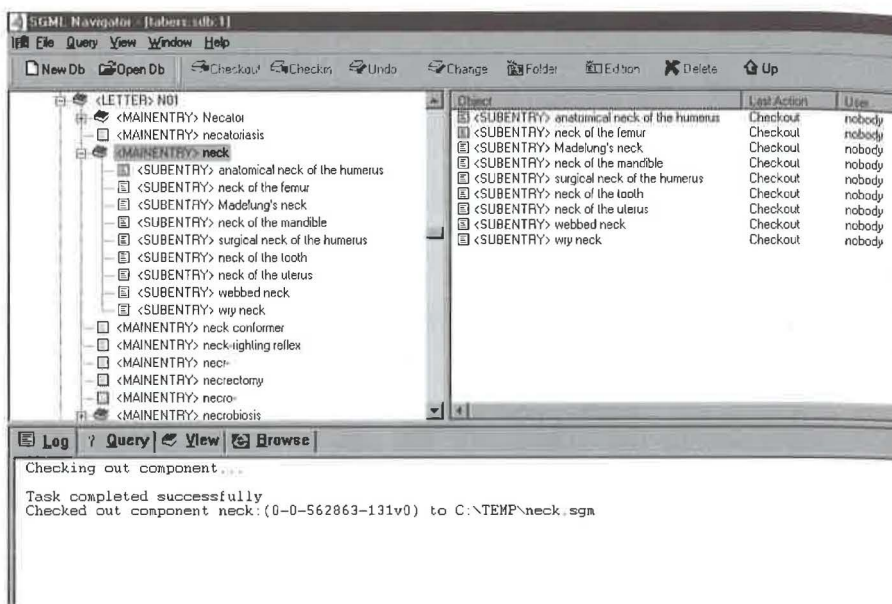 SGML Navigator - [tabers.sdb:1]
File Query View Window Help
New Db Open Db Checkout Checkin Undo Change Folder Edition Delete Up
<LETTER> N01
<MAINENTRY> Necator
<MAINENTRY> necatoriasis
<MAINENTRY> neck
<SUBENTRY> anatomical neck of the humerus
<SUBENTRY> neck of the femur
<SUBENTRY> Madelung's neck
<SUBENTRY> neck of the mandible
<SUBENTRY> surgical neck of the humerus
<SUBENTRY> neck of the tooth
<SUBENTRY> neck of the uterus
<SUBENTRY> webbed neck
<SUBENTRY> wry neck
<MAINENTRY> neck conformer
<MAINENTRY> neck-righting reflex
<MAINENTRY> necr-
<MAINENTRY> necrectomy
<MAINENTRY> necro-
<MAINENTRY> necrobiosis
Object Last Action User
<SUBENTRY> anatomical neck of the humerus Checkout nobody
<SUBENTRY> neck of the femur Checkout nobody
<SUBENTRY> Madelung's neck Checkout nobody
<SUBENTRY> neck of the mandible Checkout nobody
<SUBENTRY> surgical neck of the humerus Checkout nobody
<SUBENTRY> neck of the tooth Checkout nobody
<SUBENTRY> neck of the uterus Checkout nobody
<SUBENTRY> webbed neck Checkout nobody
<SUBENTRY> wry neck Checkout nobody
Log ? Query View Browse
Checking out component...
Task completed successfully
Checked out component neck:(0-0-562863-131v0) to C:\TEMP\neck.sgm